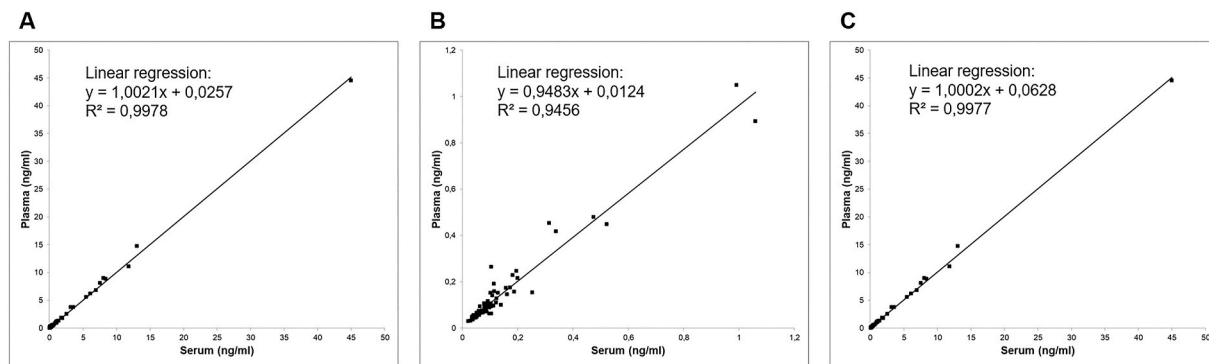 A
Linear regression:
y = 1,0021x + 0,0257
R² = 0,9978
Plasma (ng/ml)
50
45
40
35
30
25
20
15
10
5
0
0 5 10 15 20 25 30 35 40 45 50
Serum (ng/ml)
B
Linear regression:
y = 0,9483x + 0,0124
R² = 0,9456
Plasma (ng/ml)
1,2
1
0,8
0,6
0,4
0,2
0
0 0,2 0,4 0,6 0,8 1 1,2
Serum (ng/ml)
C
Linear regression:
y = 1,0002x + 0,0628
R² = 0,9977
Plasma (ng/ml)
50
45
40
35
30
25
20
15
10
5
0
0 5 10 15 20 25 30 35 40 45 50
Serum (ng/ml)